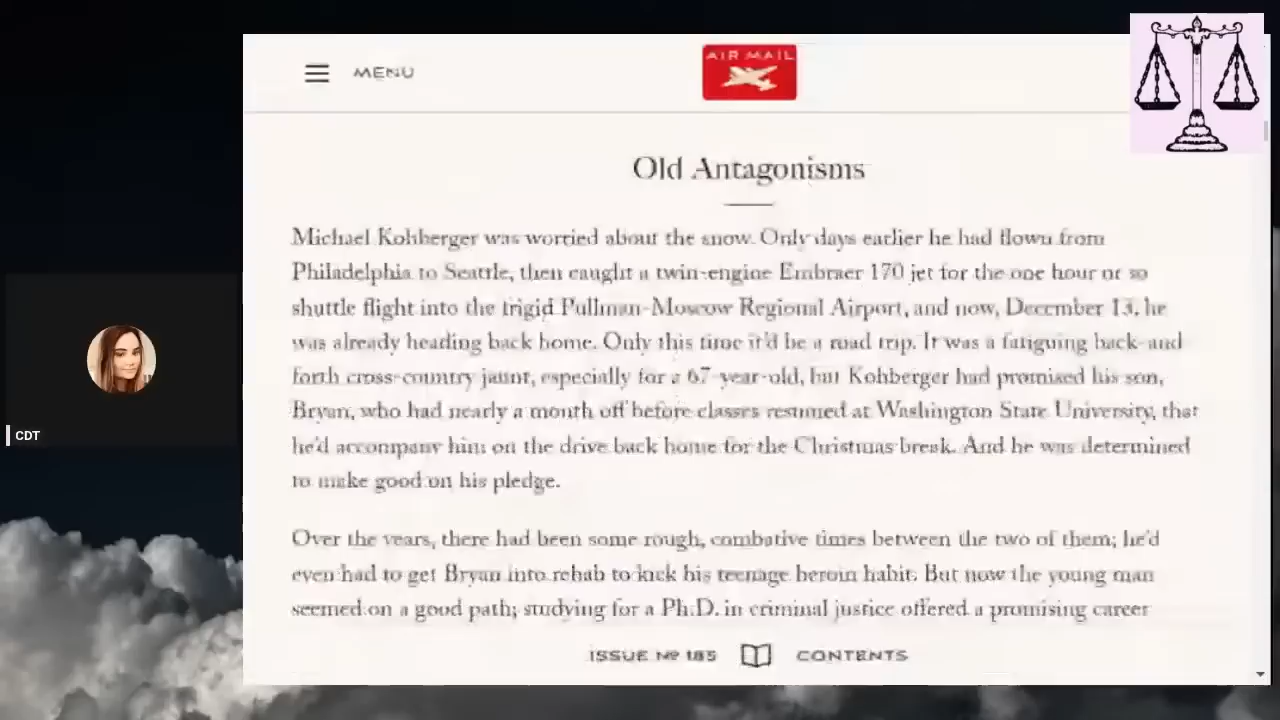 MENU
AIR MAIL
Old Antagonisms
Michael Kohberger was worried about the snow. Only days earlier he had flown from
Philadelphia to Seattle, then caught a twin-engine Embraer 170 jet for the one hour or so
shuttle flight into the frigid Pullman-Moscow Regional Airport, and now, December 13, he
was already heading back home. Only this time it'd be a road trip. It was a fatiguing back-and
forth cross-country jaunt, especially for a 67-year-old, but Kohberger had promised his son,
Bryan, who had nearly a month off before classes resumed at Washington State University, that
he'd accompany him on the drive back home for the Christmas break. And he was determined
to make good on his pledge.
Over the years, there had been some rough, combative times between the two of them; he'd
even had to get Bryan into rehab to kick his teenage heroin habit. But now the young man
seemed on a good path; studying for a Ph.D. in criminal justice offered a promising career
ISSUE Nº 185
CONTENTS
CDT